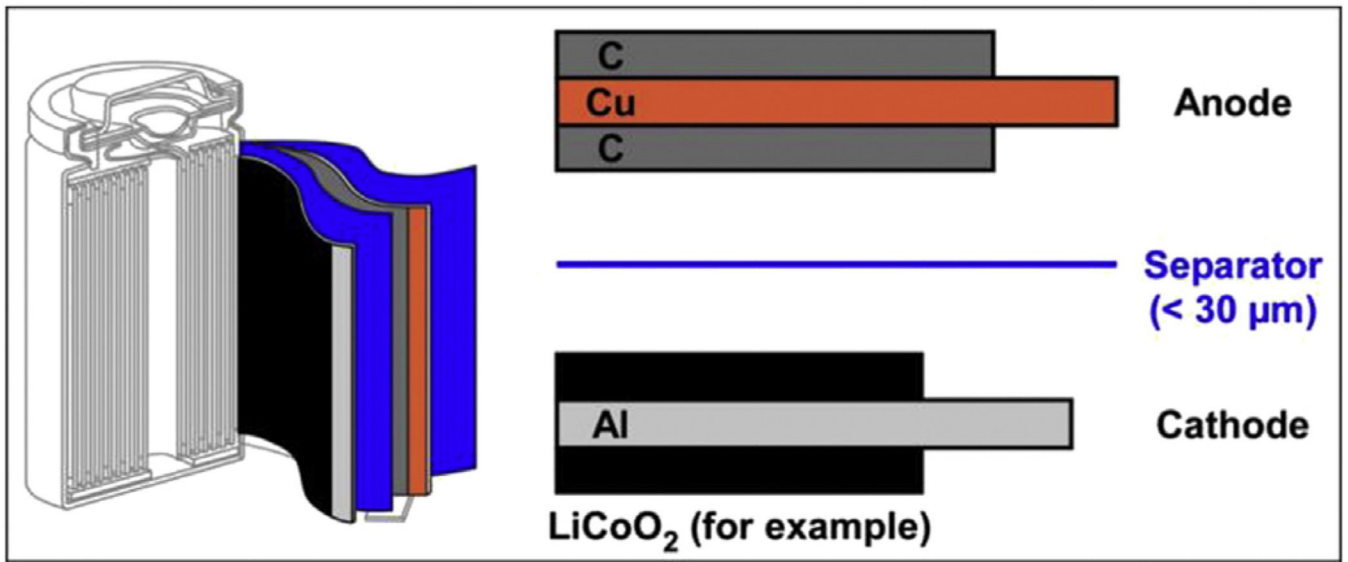 C
Cu
C
Anode
Separator
(< 30 µm)
Al
Cathode
LiCoO₂ (for example)